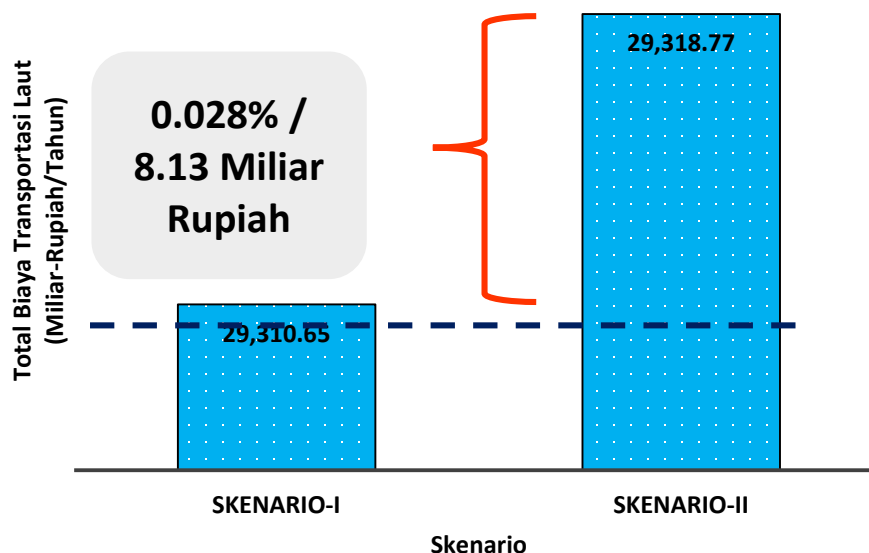 Total Biaya Transportasi Laut
(Miliar-Rupiah/Tahun)
0.028% /
8.13 Miliar
Rupiah
29,318.77
29,310.65
SKENARIO-I
SKENARIO-II
Skenario